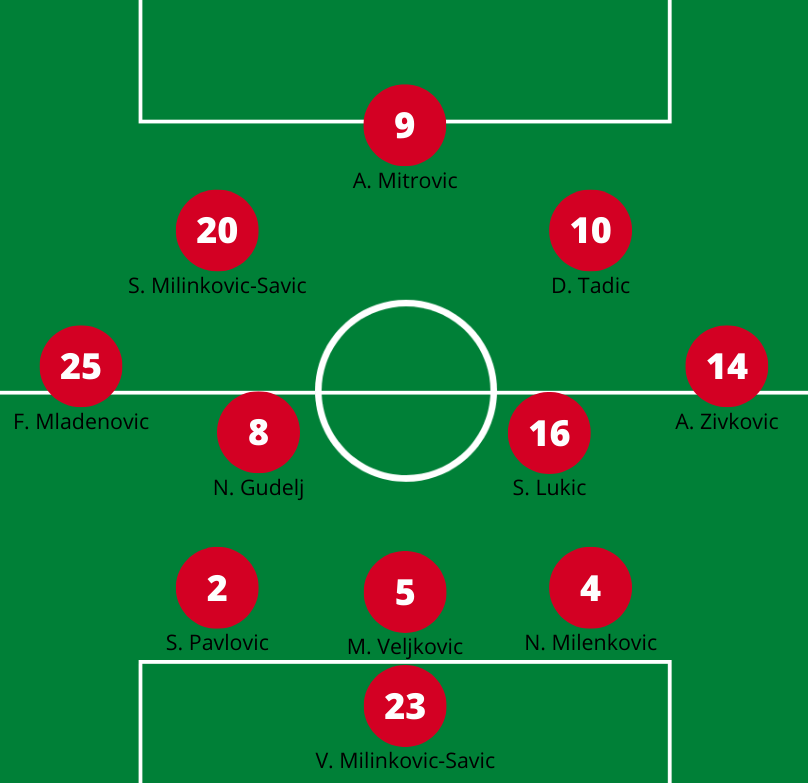 9
A. Mitrovic
20
10
S. Milinkovic-Savic
D. Tadic
25
14
F. Mladenovic
A. Zivkovic
8
16
N. Gudelj
S. Lukic
2
5
4
S. Pavlovic
M. Veljkovic
N. Milenkovic
23
V. Milinkovic-Savic